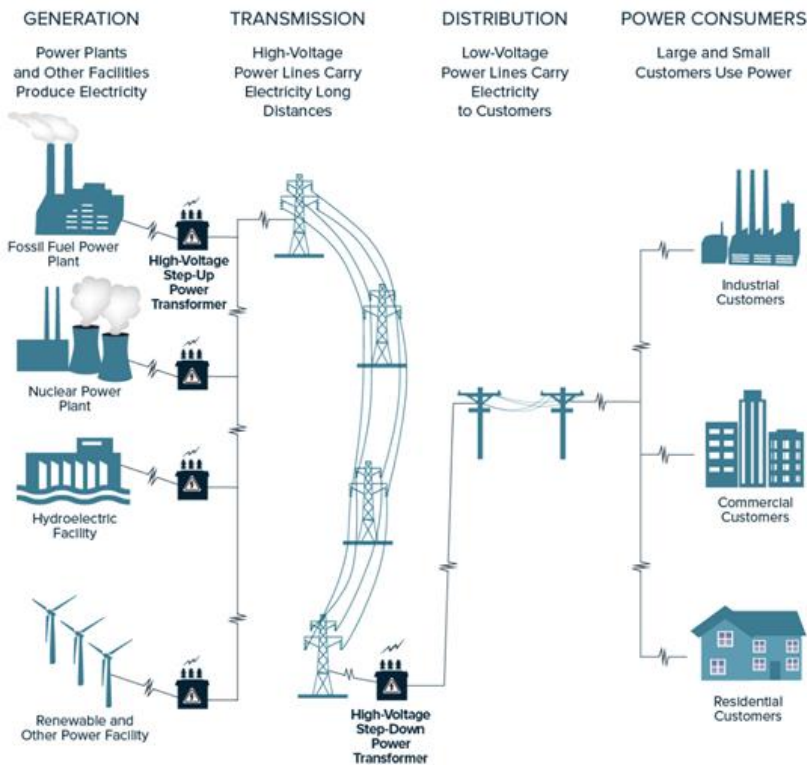 GENERATION
Power Plants
and Other Facilities
Produce Electricity
TRANSMISSION
High-Voltage
Power Lines Carry
Electricity Long
Distances
DISTRIBUTION
Low-Voltage
Power Lines Carry
Electricity
to Customers
POWER CONSUMERS
Large and Small
Customers Use Power
Fossil Fuel Power
Plant
High-Voltage
Step-Up
Power
Transformer
Nuclear Power
Plant
Hydroelectric
Facility
Renewable and
Other Power Facility
High-Voltage
Step-Down
Power
Transformer
Industrial
Customers
Commercial
Customers
Residential
Customers